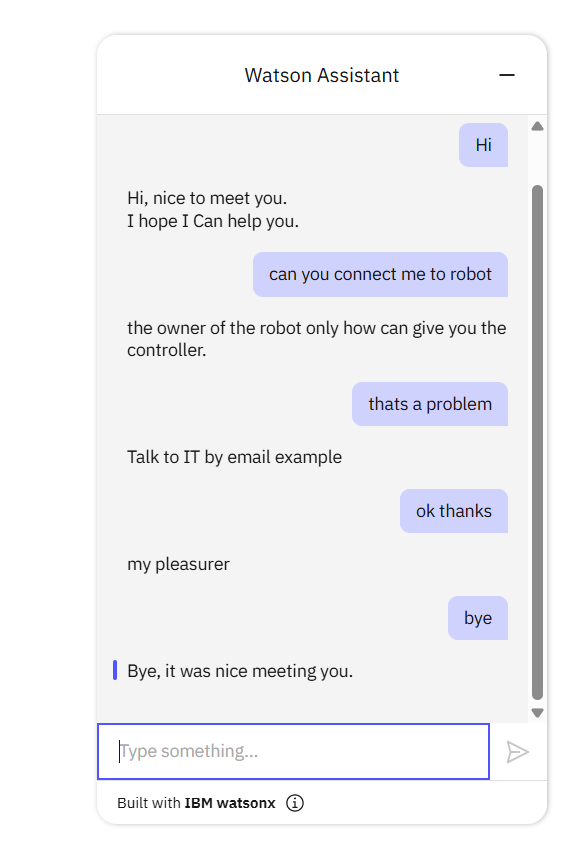 Watson Assistant
Hi
Hi, nice to meet you.
I hope I Can help you.
can you connect me to robot
the owner of the robot only how can give you the
controller.
thats a problem
Talk to IT by email example
ok thanks
my pleasurer
bye
Bye, it was nice meeting you.
Type something...
Built with IBM watsonx